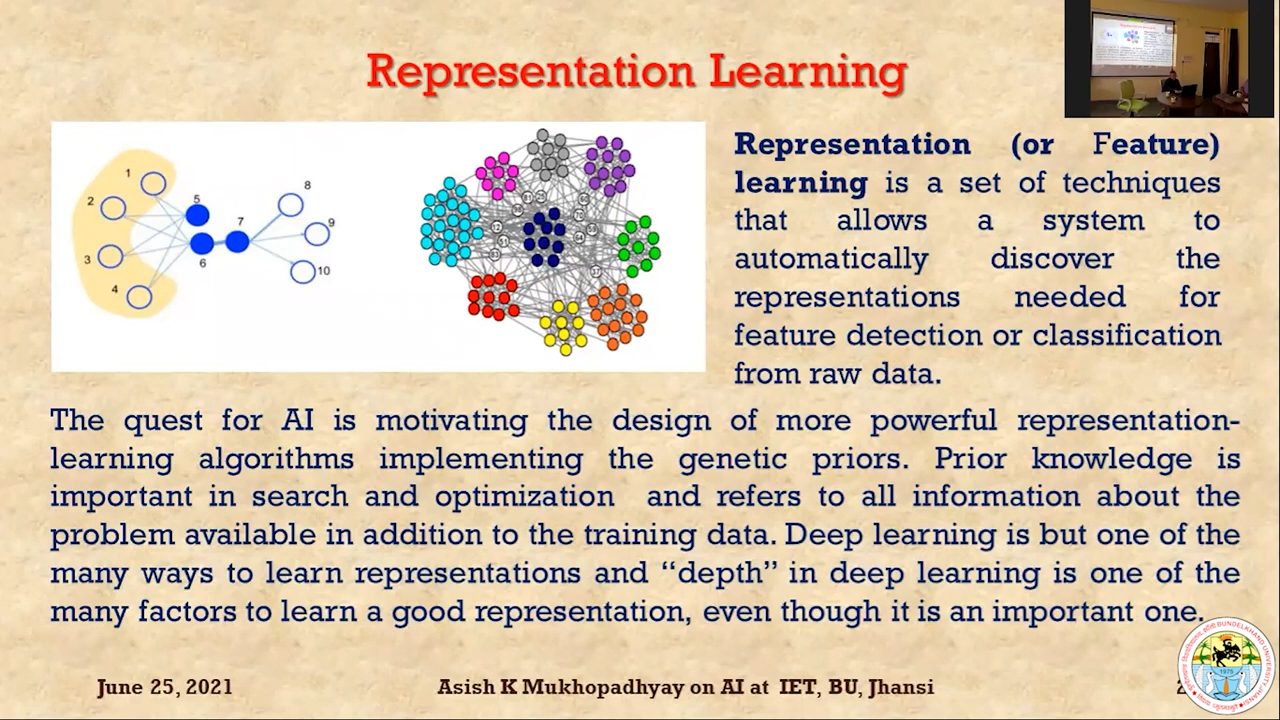 Representation Learning
1
2
3
4
5
6
7
8
9
10
Representation (or Feature)
learning is a set of techniques
that allows a system to
automatically discover the
representations needed for
feature detection or classification
from raw data.
The quest for AI is motivating the design of more powerful representation-
learning algorithms implementing the genetic priors. Prior knowledge is
important in search and optimization and refers to all information about the
problem available in addition to the training data. Deep learning is but one of the
many ways to learn representations and “depth” in deep learning is one of the
many factors to learn a good representation, even though it is an important one.
June 25, 2021
Asish K Mukhopadhyay on AI at IET, BU, Jhansi
BUNDELKHAND UNIVERSITY JHANSI
1975